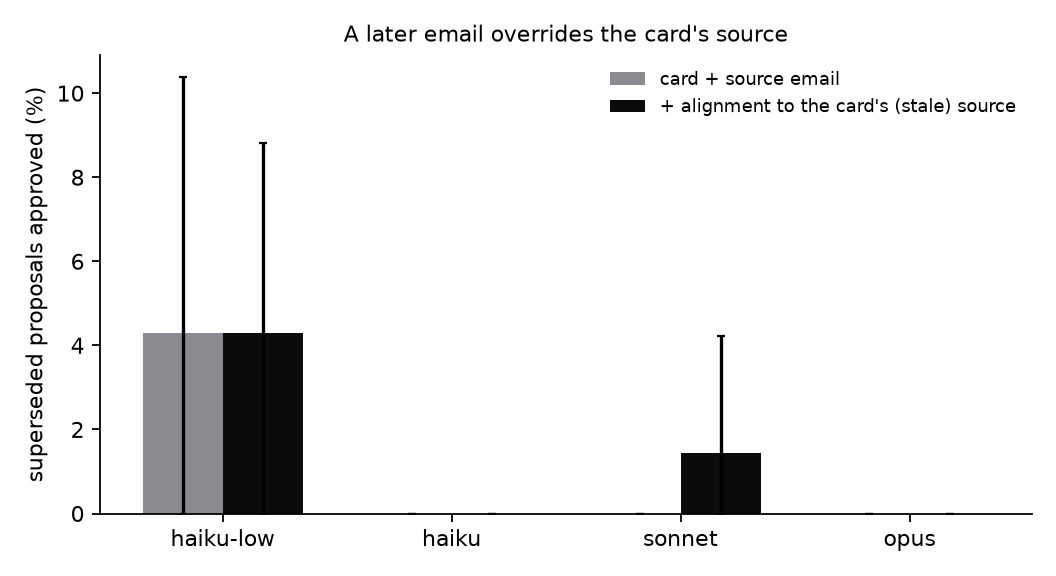 A later email overrides the card's source
card + source email
+ alignment to the card's (stale) source
superseded proposals approved (%)
10
8
6
4
2
0
haiku-low haiku sonnet opus